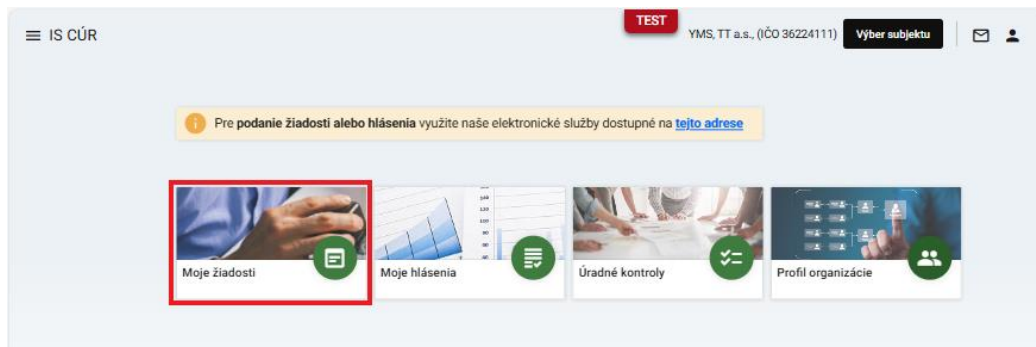 TEST
IS CÚR
YMS, TT a.s., (IČO 36224111)
Výber subjektu
Pre podanie žiadosti alebo hlásenia využite naše elektronické služby dostupné na tejto adrese
Moje žiadosti
Moje hlásenia
Úradné kontroly
Profil organizácie